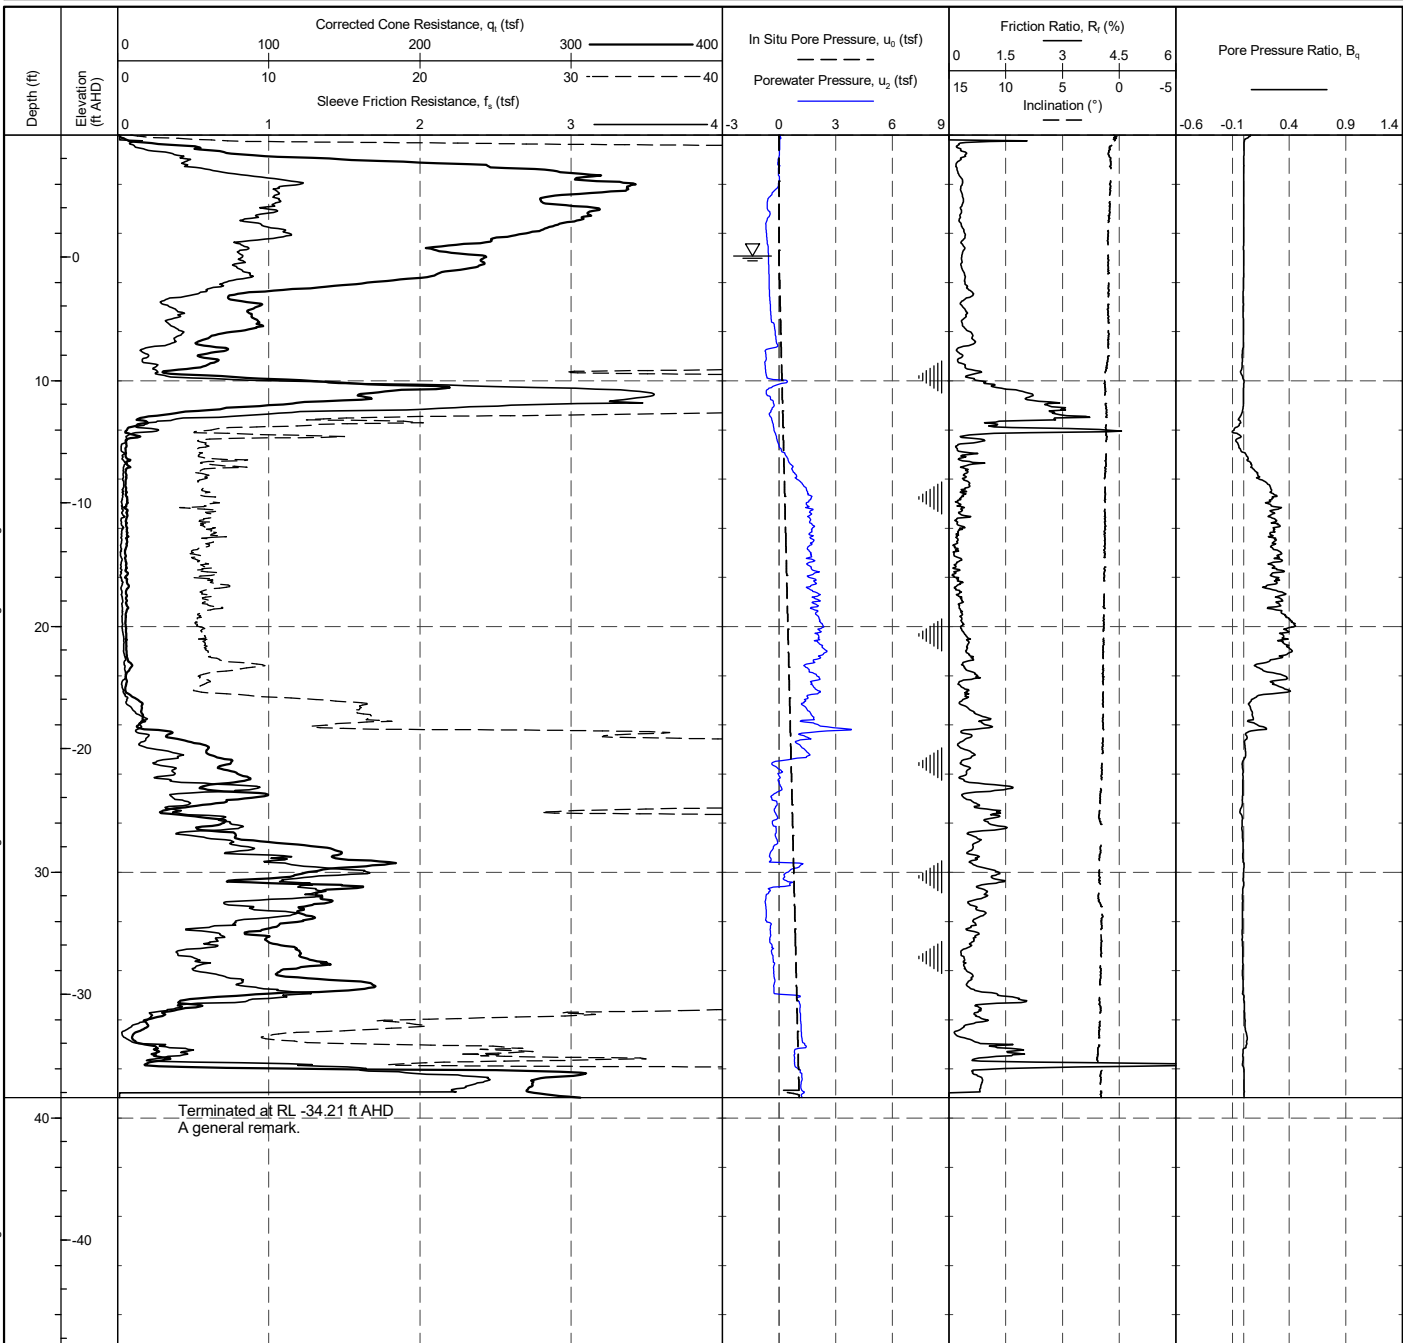 Depth (ft)
Elevation
(ft AHD)
Corrected Cone Resistance, qt (tsf)
0 100 200 300 400
0 10 20 30 40
Sleeve Friction Resistance, fs (tsf)
0 1 2 3 4
In Situ Pore Pressure, u0 (tsf)
Porewater Pressure, u2 (tsf)
-3 0 3 6 9
Friction Ratio, Rf (%)
0 1.5 3 4.5 6
15 10 5 0 -5
Inclination (°)
Pore Pressure Ratio, Bq
-0.6 -0.1 0.4 0.9 1.4
0
10
-10
20
-20
30
-30
Terminated at RL -34.21 ft AHD
A general remark.
40
-40